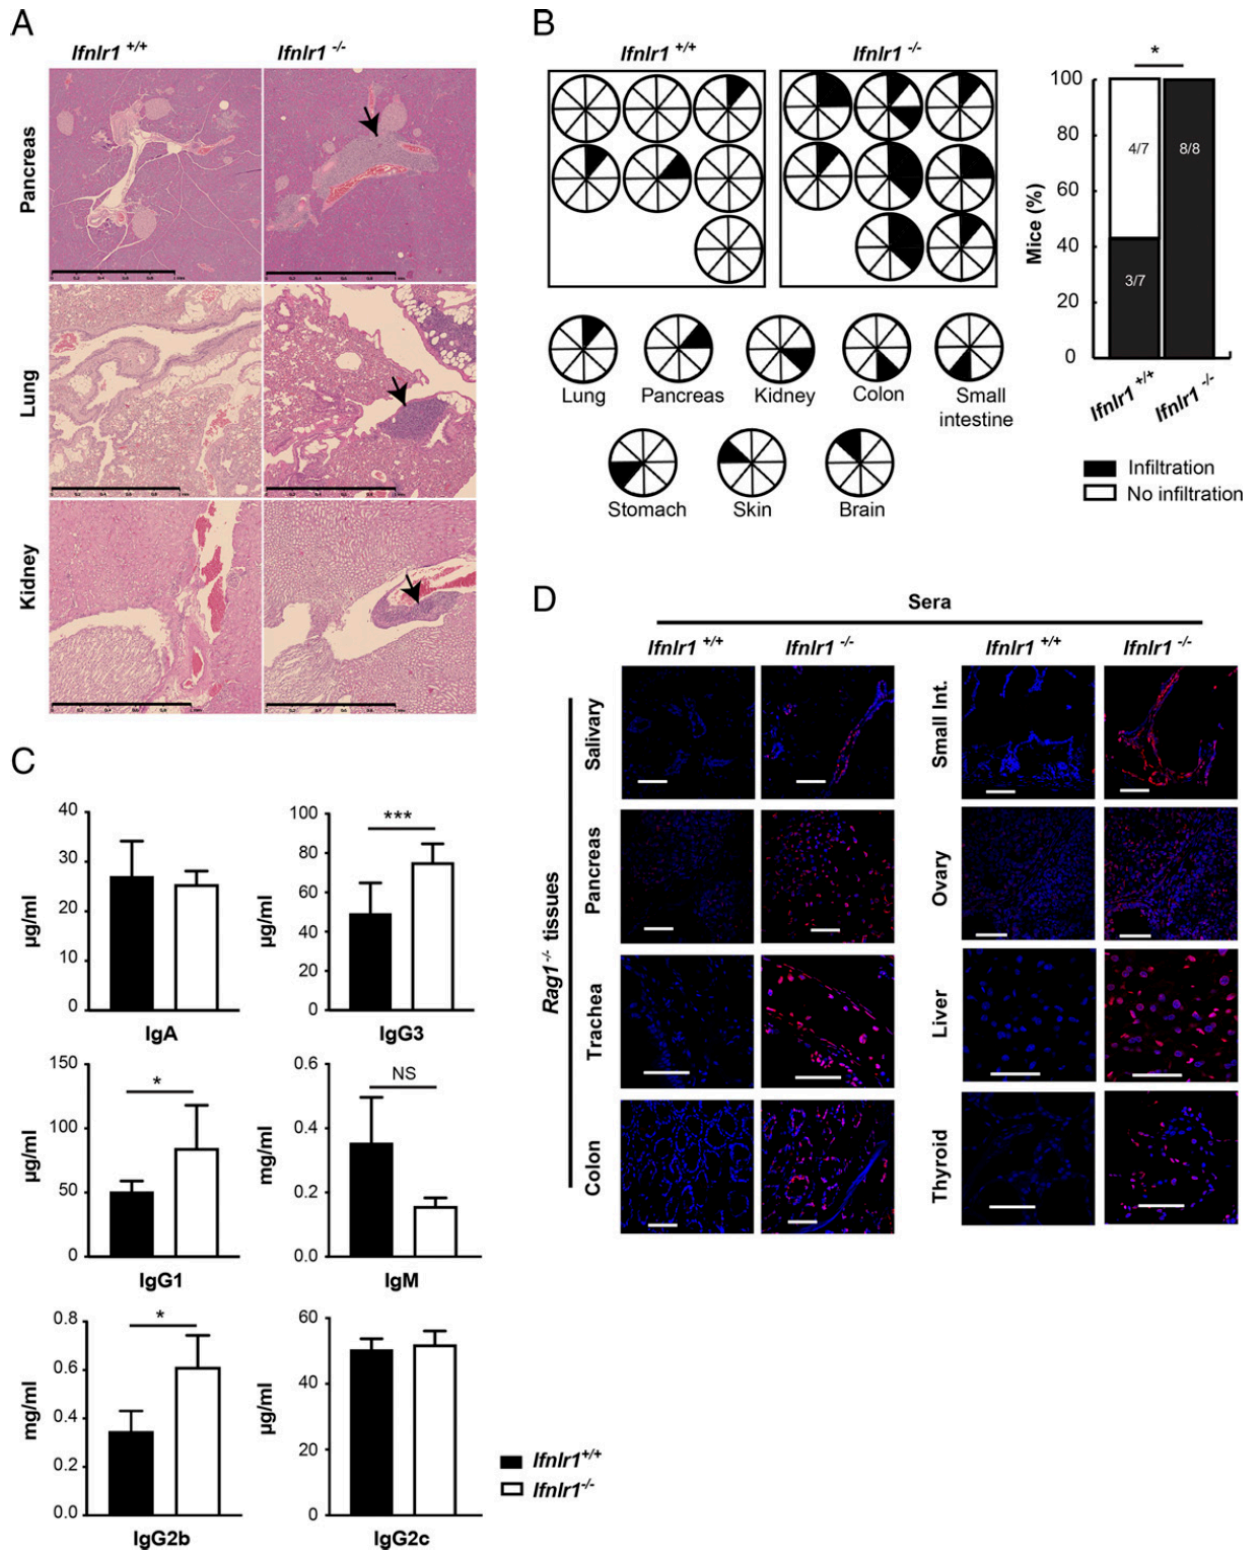 A
Ifnlr1 +/+
Ifnlr1 -/-
Pancreas
Lung
Kidney
B
Ifnlr1 +/+
Ifnlr1 -/-
Lung
Pancreas
Kidney
Colon
Small
intestine
Stomach
Skin
Brain
*
Mice (%)
100
80
60
40
20
0
4/7
3/7
8/8
Ifnlr1 +/+
Ifnlr1 -/-
Infiltration
No infiltration
C
µg/ml
40
30
20
10
0
IgA
µg/ml
100
80
60
40
20
0
***
IgG3
µg/ml
150
100
50
0
*
IgG1
mg/ml
0.6
0.4
0.2
0.0
NS
IgM
mg/ml
0.8
0.6
0.4
0.2
0.0
*
IgG2b
µg/ml
60
40
20
0
IgG2c
Ifnlr1+/+
Ifnlr1-/-
D
Sera
Ifnlr1 +/+
Ifnlr1 -/-
Ifnlr1 +/+
Ifnlr1 -/-
Rag1-/- tissues
Salivary
Pancreas
Trachea
Colon
Small Int.
Ovary
Liver
Thyroid